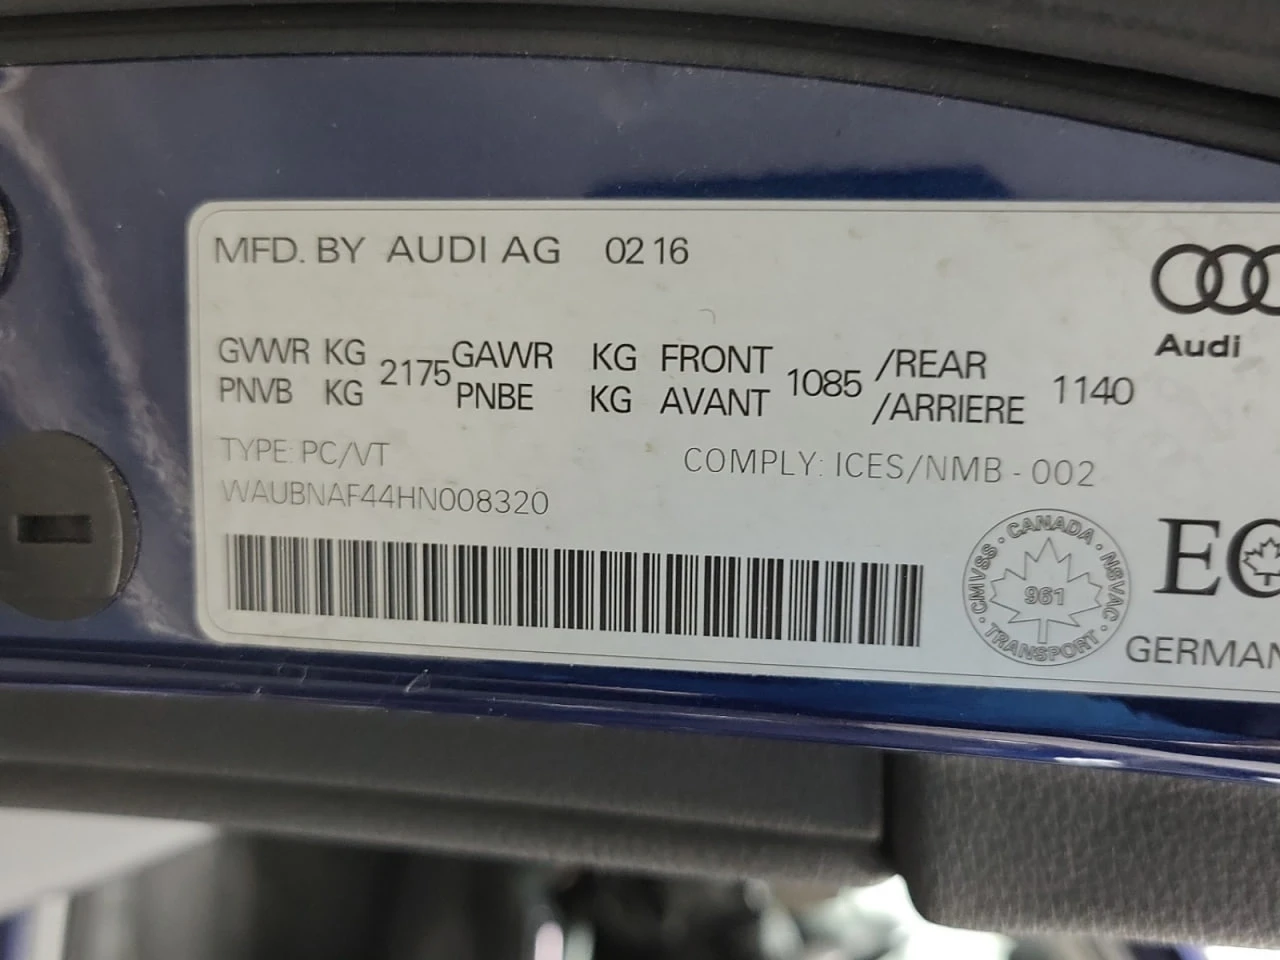 MFD. BY AUDI AG 02 16
Audi
GVWR KG 2175 GAWR KG FRONT 1085 /REAR 1140
PNVB KG PNBE KG AVANT /ARRIERE
TYPE: PC/VT COMPLY: ICES/NMB - 002
WAUBNAF44HN008320
CMVSS · CANADA · NSVAC · TRANSPORT ·
961
GERMAN